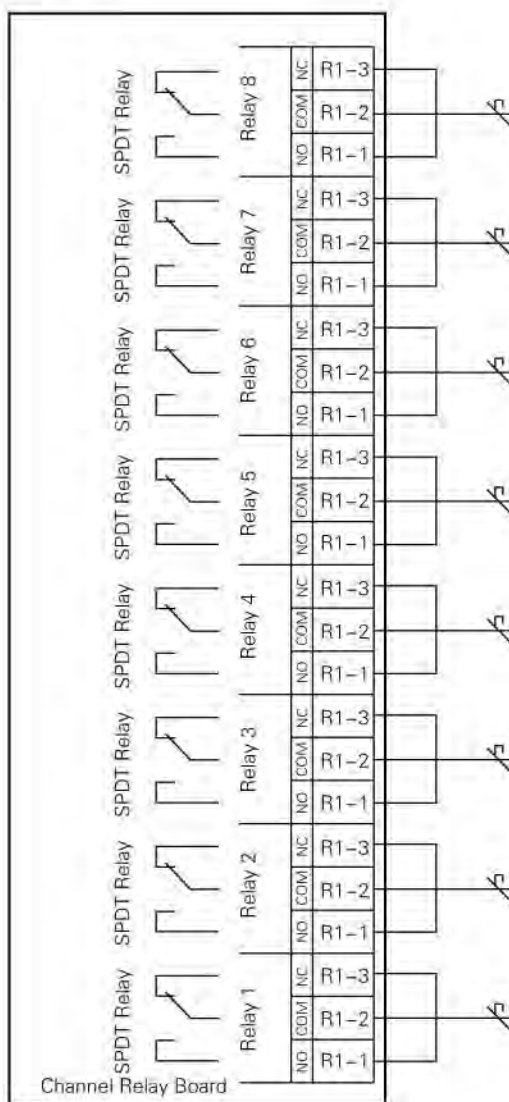 SPDT Relay
Relay 8
NC R1-3
COM R1-2
NO R1-1
SPDT Relay
Relay 7
NC R1-3
COM R1-2
NO R1-1
SPDT Relay
Relay 6
NC R1-3
COM R1-2
NO R1-1
SPDT Relay
Relay 5
NC R1-3
COM R1-2
NO R1-1
SPDT Relay
Relay 4
NC R1-3
COM R1-2
NO R1-1
SPDT Relay
Relay 3
NC R1-3
COM R1-2
NO R1-1
SPDT Relay
Relay 2
NC R1-3
COM R1-2
NO R1-1
SPDT Relay
Relay 1
NC R1-3
COM R1-2
NO R1-1
Channel Relay Board